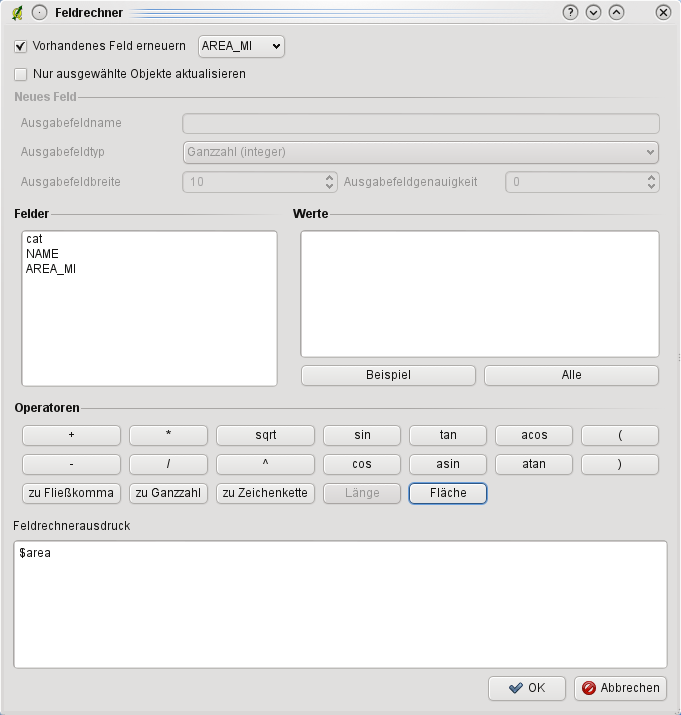 Feldrechner
Vorhandenes Feld erneuern AREA_MI
Nur ausgewählte Objekte aktualisieren
Neues Feld
Ausgabefeldname
Ausgabefeldtyp Ganzzahl (integer)
Ausgabefeldbreite 10 Ausgabefeldgenauigkeit 0
Felder Werte
cat
NAME
AREA_MI
Beispiel Alle
Operatoren
+ * sqrt sin tan acos (
- / ^ cos asin atan )
zu Fließkomma zu Ganzzahl zu Zeichenkette Länge Fläche
Feldrechnerausdruck
$area
OK Abbrechen